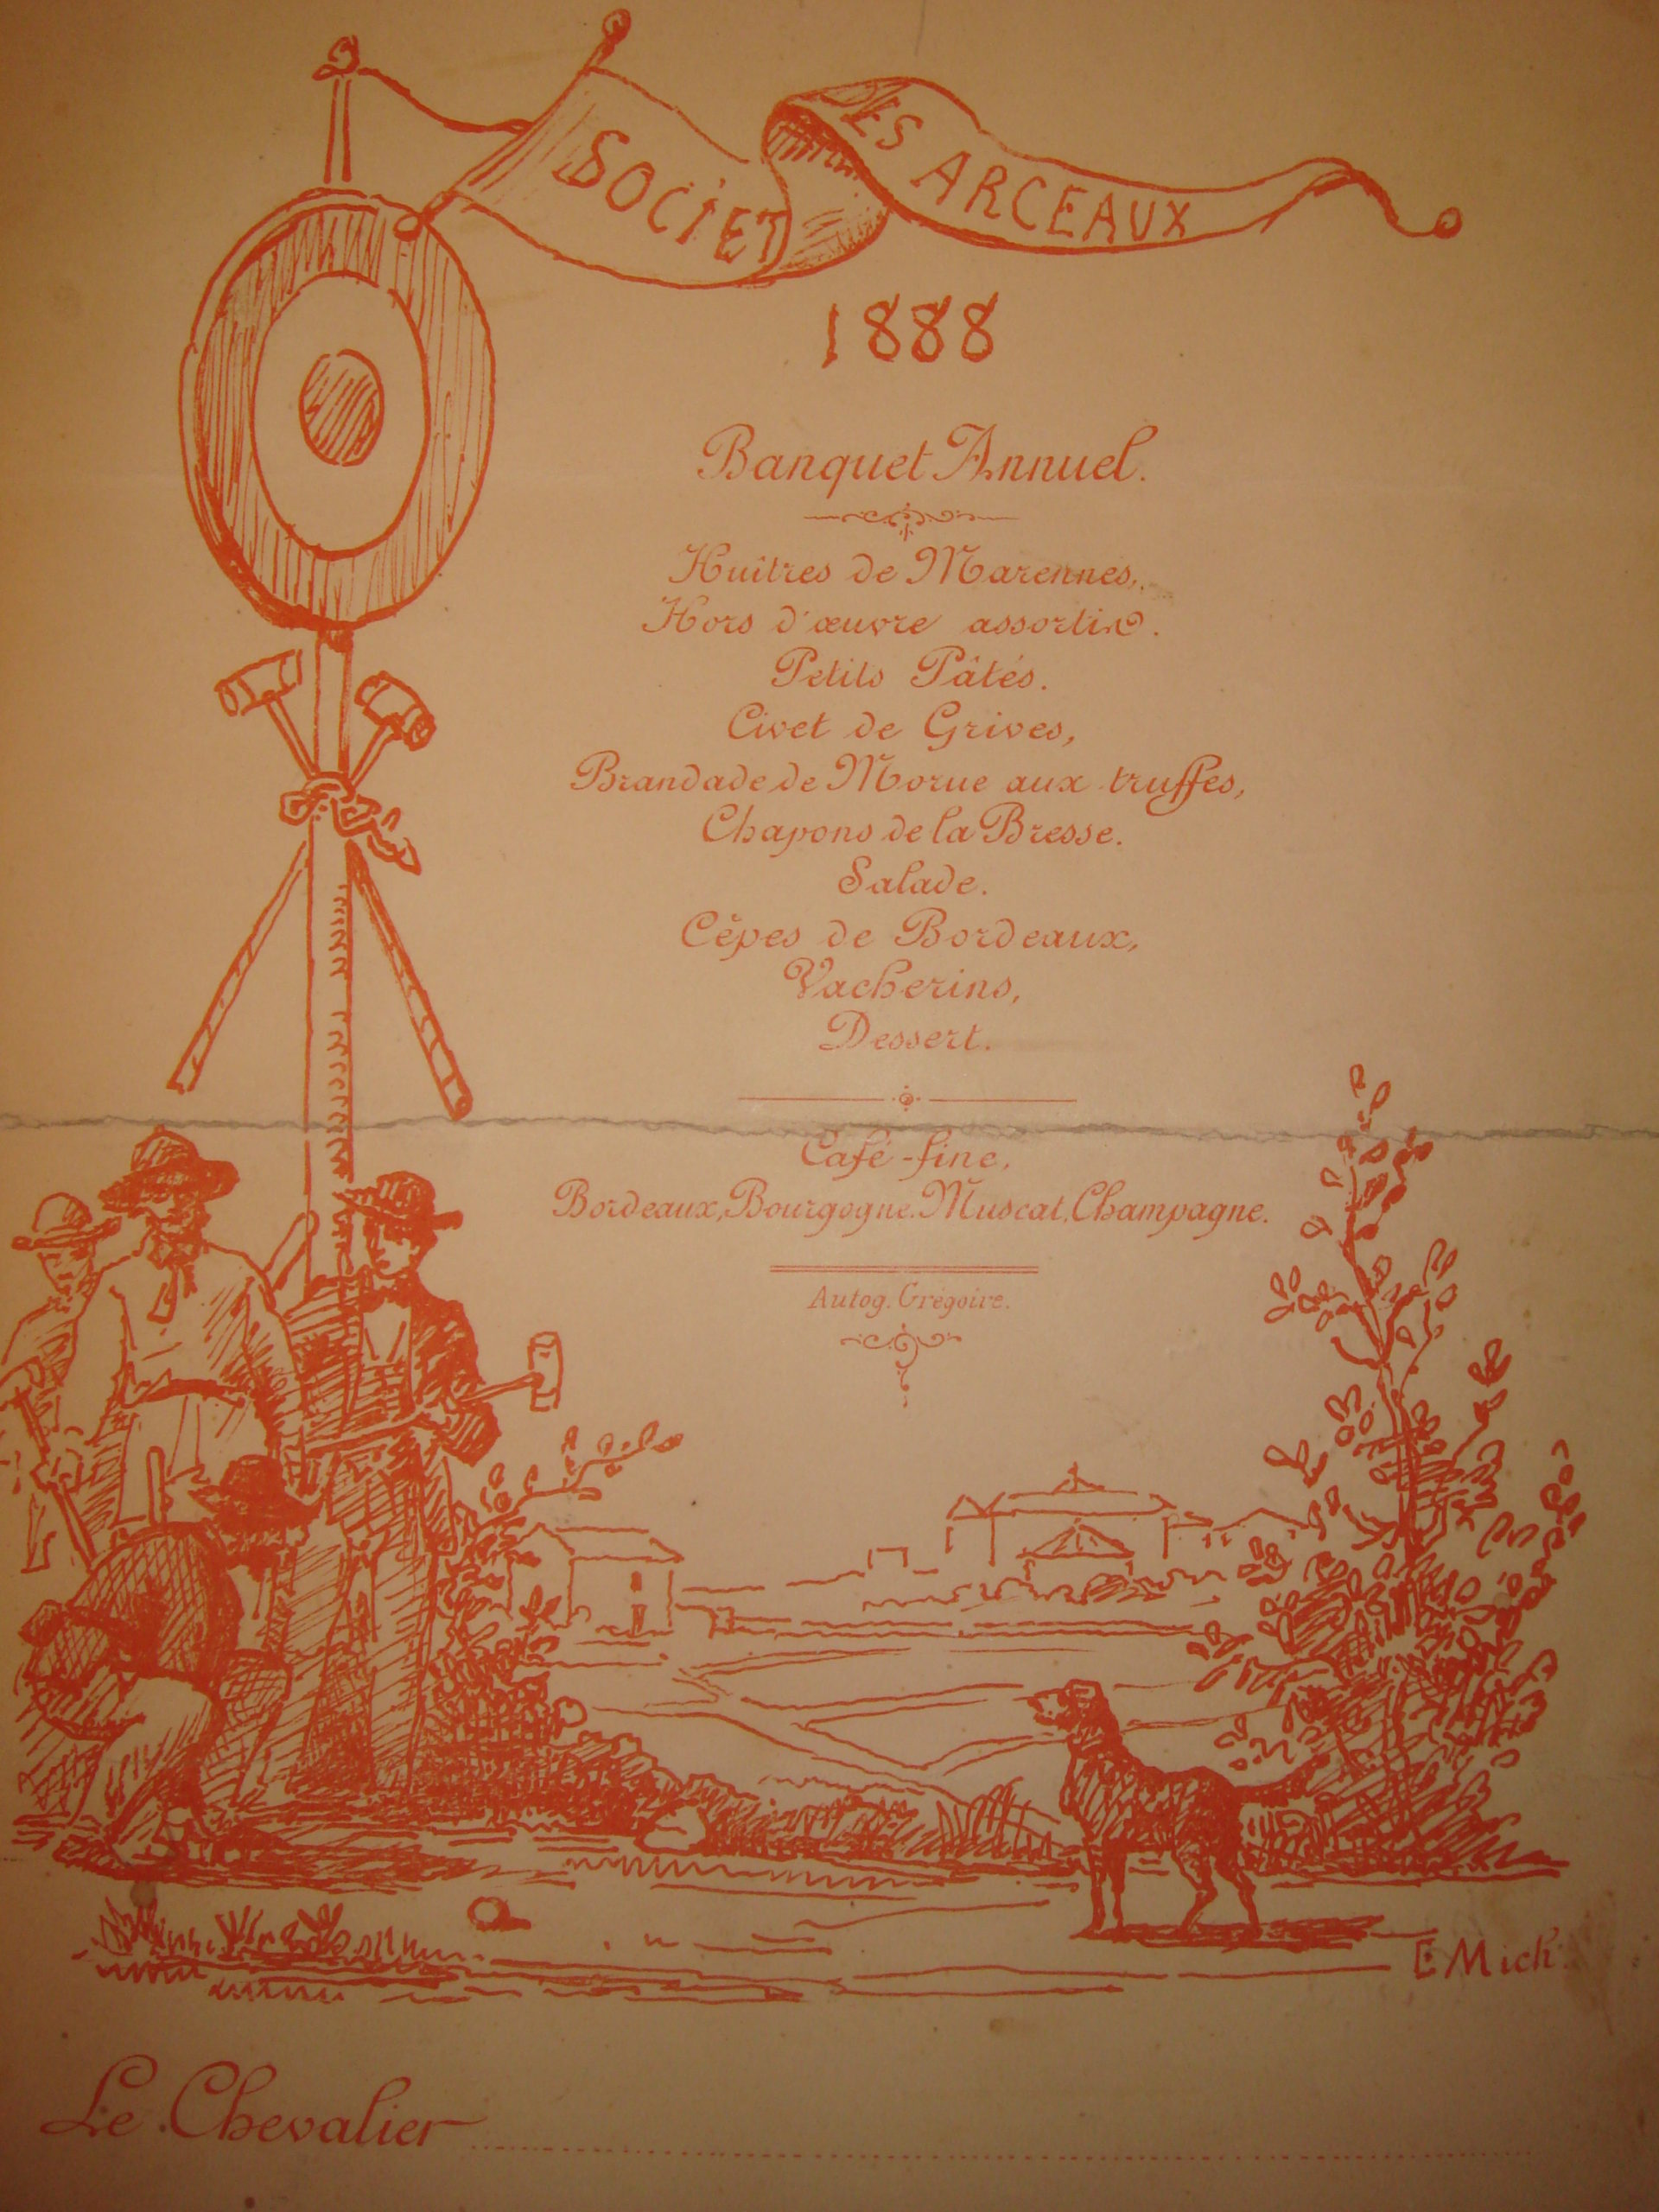 SOCIET ES ARCEAUX
1888
Banquet Annuel.
Huîtres de Marennes,
Hors d'œuvre assortis.
Petits Pâtés.
Civet de Grives,
Brandade de Morue aux truffes,
Chapons de la Bresse.
Salade.
Cèpes de Bordeaux,
Vacherins,
Dessert.
Café-fine,
Bordeaux, Bourgogne. Muscat, Champagne.
Autog. Grégoire.
E Mich
Le Chevalier